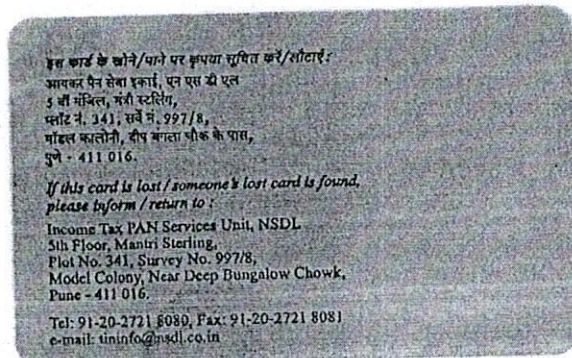 इस कार्ड के खोने/पाने पर कृपया सूचित करें/लौटाएं :
आयकर पैन सेवा इकाई, एन एस डी एल
5 वीं मंजिल, मंत्री स्टर्लिंग,
प्लॉट नं. 341, सर्वे नं. 997/8,
मॉडल कालोनी, दीप बंगला चौक के पास,
पुणे - 411 016.
If this card is lost / someone's lost card is found,
please inform / return to :
Income Tax PAN Services Unit, NSDL
5th Floor, Mantri Sterling,
Plot No. 341, Survey No. 997/8,
Model Colony, Near Deep Bungalow Chowk,
Pune - 411 016.
Tel: 91-20-2721 8080, Fax: 91-20-2721 8081
e-mail: tininfo@nsdl.co.in